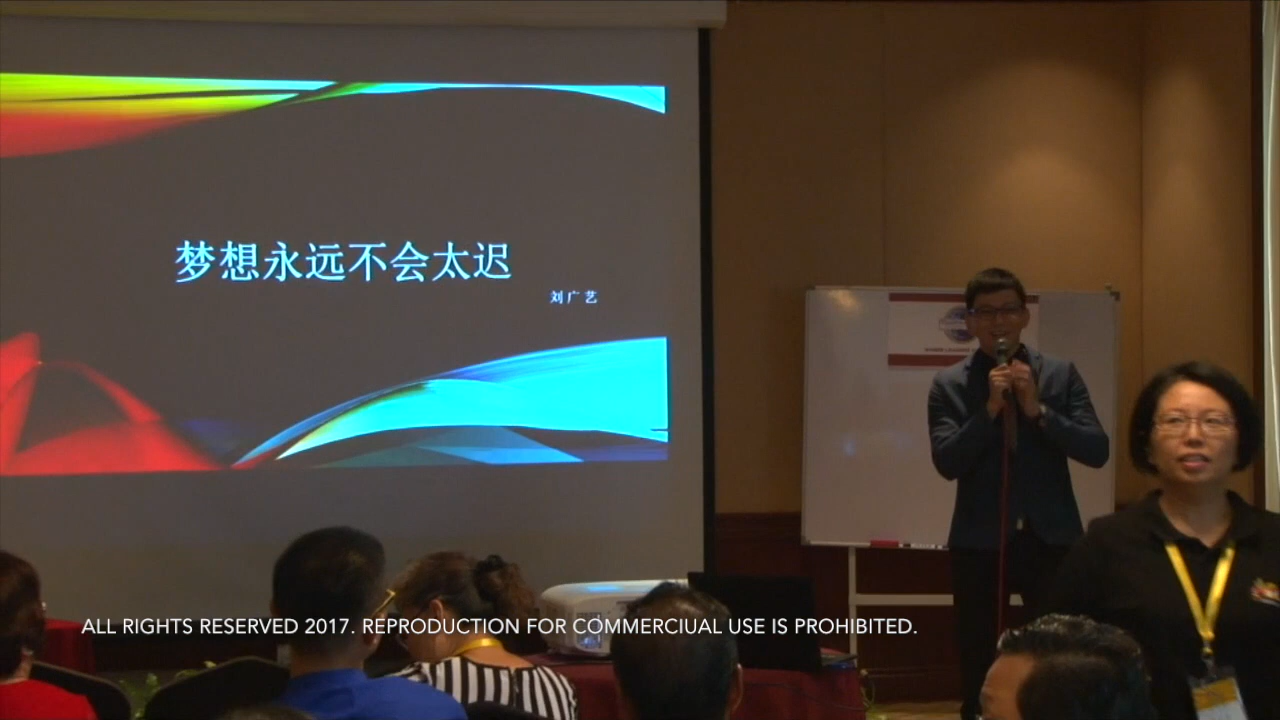 梦想永远不会太迟
刘广艺
ALL RIGHTS RESERVED 2017. REPRODUCTION FOR COMMERCIUAL USE IS PROHIBITED.